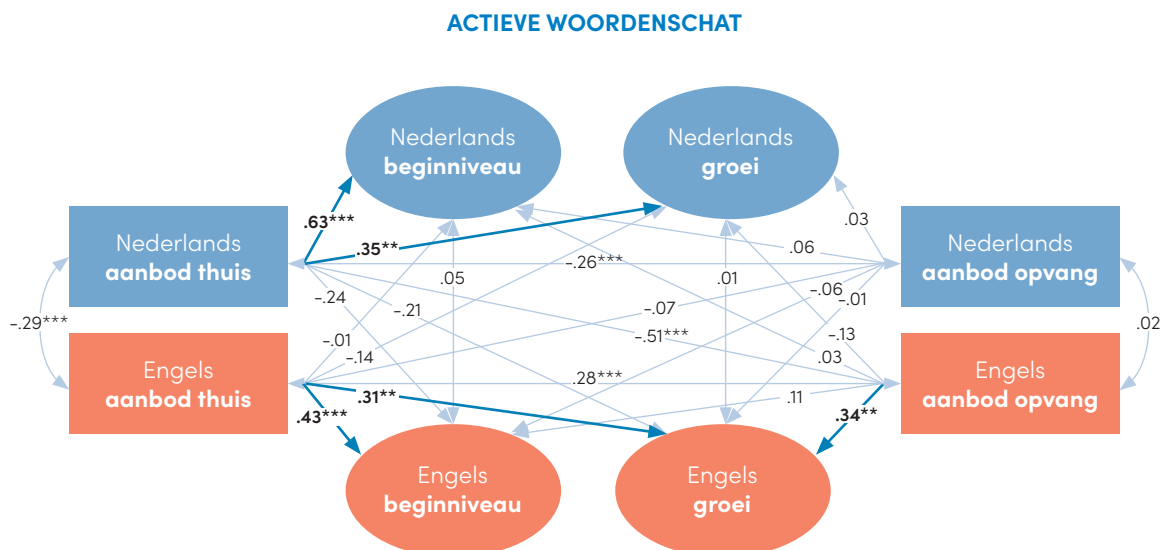 ACTIEVE WOORDENSCHAT
Nederlands
beginniveau
Nederlands
groei
Nederlands
aanbod thuis
Nederlands
aanbod opvang
Engels
aanbod thuis
Engels
aanbod opvang
Engels
beginniveau
Engels
groei
.63***
.35**
.03
.06
-.26***
-.24
.05
.01
-.06
-.01
-.21
-.07
-.29***
.02
-.01
-.51***
-.13
-.14
.03
.28***
.31**
.11
.43***
.34**